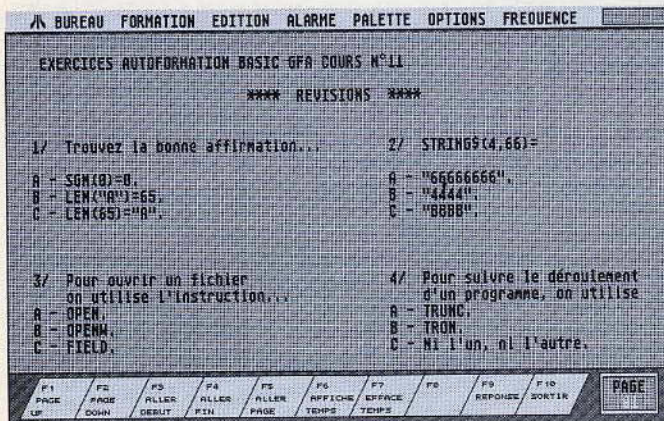 BUREAU FORMATION EDITION ALARME PALETTE OPTIONS FREQUENCE
EXERCICES AUTOFORMATION BASIC GFA COURS N°11
**** REVISIONS ****
1/ Trouvez la bonne affirmation...
A - SGN(0)=0.
B - LEN("A")=65.
C - LEN(65)="A".
2/ STRING$(4,66)=
A - "66666666".
B - "4444".
C - "BBBB".
3/ Pour ouvrir un fichier
on utilise l'instruction...
A - OPEN.
B - OPENW.
C - FIELD.
4/ Pour suivre le déroulement
d'un programme, on utilise
A - TRUNC.
B - TRON.
C - Ni l'un, ni l'autre.
F1 PAGE UP
F2 PAGE DOWN
F3 ALLER DEBUT
F4 ALLER FIN
F5 ALLER PAGE
F6 AFFICHE TEMPS
F7 EFFACE TEMPS
F8
F9 REPONSE
F10 SORTIR
PAGE